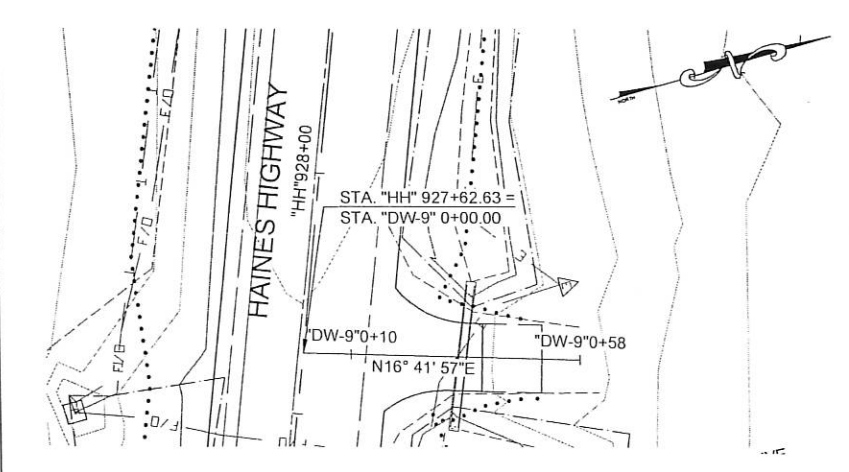 NORTH
HAINES HIGHWAY
"HH"928+00
STA. "HH" 927+62.63 =
STA. "DW-9" 0+00.00
"DW-9"0+10
"DW-9"0+58
N16° 41' 57"E
F/O
F/O
F/O
F/O
E
E
E
T
T